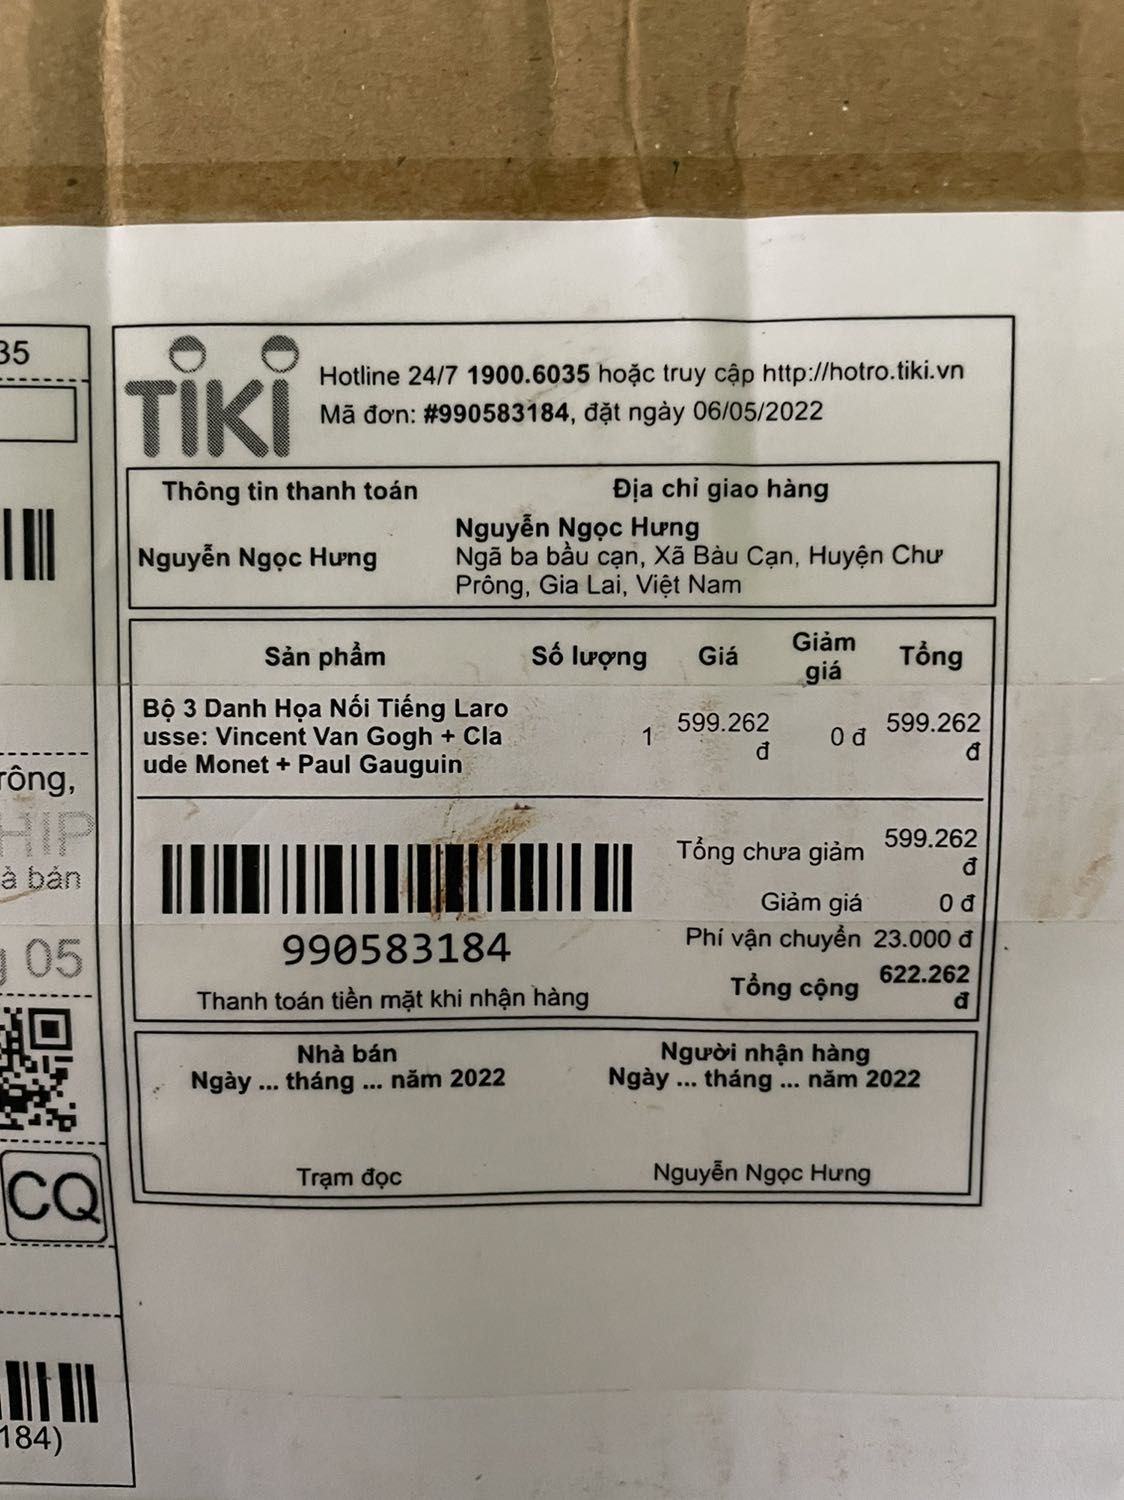 35
rông,
HIP
à bán
g 05
CQ
184)
TIKI
Hotline 24/7 1900.6035 hoặc truy cập http://hotro.tiki.vn
Mã đơn: #990583184, đặt ngày 06/05/2022
Thông tin thanh toán
Địa chỉ giao hàng
Nguyễn Ngọc Hưng
Nguyễn Ngọc Hưng
Ngã ba bầu cạn, Xã Bàu Cạn, Huyện Chư
Prông, Gia Lai, Việt Nam
Sản phẩm Số lượng Giá Giảm giá Tổng
Bộ 3 Danh Họa Nổi Tiếng Laro
usse: Vincent Van Gogh + Cla
ude Monet + Paul Gauguin
1 599.262 đ 0 đ 599.262 đ
990583184
Thanh toán tiền mặt khi nhận hàng
Tổng chưa giảm 599.262 đ
Giảm giá 0 đ
Phí vận chuyển 23.000 đ
Tổng cộng 622.262 đ
Nhà bán
Ngày ... tháng ... năm 2022
Trạm đọc
Người nhận hàng
Ngày ... tháng ... năm 2022
Nguyễn Ngọc Hưng